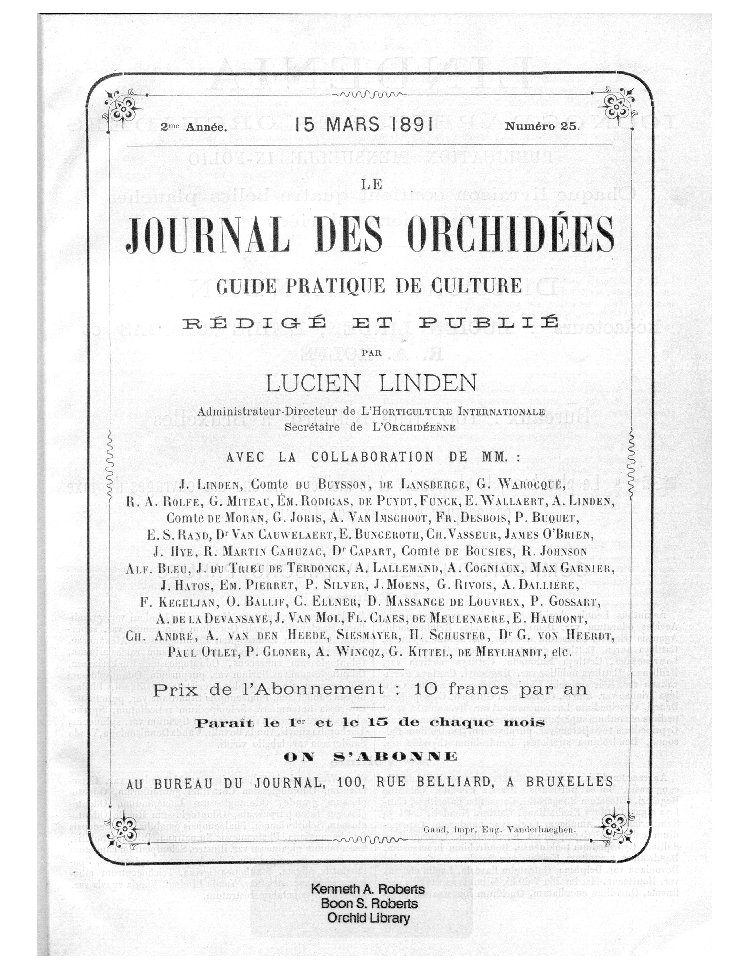 2me Année. 15 MARS 1891 Numéro 25.
LE
JOURNAL DES ORCHIDÉES
GUIDE PRATIQUE DE CULTURE
RÉDIGÉ ET PUBLIÉ
PAR
LUCIEN LINDEN
Administrateur-Directeur de L'HORTICULTURE INTERNATIONALE
Secrétaire de L'ORCHIDÉENNE
AVEC LA COLLABORATION DE MM. :
J. LINDEN, Comte DU BUYSSON, DE LANSBERGE, G. WAROCQUÉ,
R. A. ROLFE, G. MITEAU, ÉM. RODIGAS, DE PUYDT, FUNCK, E. WALLAERT, A. LINDEN,
Comte DE MORAN, G. JORIS, A. VAN IMSCHOOT, FR. DESBOIS, P. BUQUET,
E. S. RAND, Dr VAN CAUWELAERT, E. BUNGEROTH, CH. VASSEUR, JAMES O'BRIEN,
J. HYE, R. MARTIN CAHUZAC, Dr CAPART, Comte DE BOUSIES, R. JOHNSON
ALF. BLEU, J. DU TRIEU DE TERDONCK, A. LALLEMAND, A. COGNIAUX, MAX GARNIER,
J. HATOS, EM. PIERRET, P. SILVER, J. MOENS, G. RIVOIS, A. DALLIÈRE,
F. KEGELJAN, O. BALLIF, C. ELLNER, D. MASSANGE DE LOUVREX, P. GOSSART,
A. DE LA DEVANSAYE, J. VAN MOL, FL. CLAES, DE MEULENAERE, E. HAUMONT,
CH. ANDRÉ, A. VAN DEN HEEDE, SIESMAYER, H. SCHUSTER, Dr G. VON HEERDT,
PAUL OTLET, P. GLONER, A. WINCQZ, G. KITTEL, DE MEYLHANDT, etc.
Prix de l'Abonnement : 10 francs par an
Paraît le 1er et le 15 de chaque mois
ON S'ABONNE
AU BUREAU DU JOURNAL, 100, RUE BELLIARD, A BRUXELLES
Gand, impr. Eug. Vanderhaeghen.
Kenneth A. Roberts
Boon S. Roberts
Orchid Library